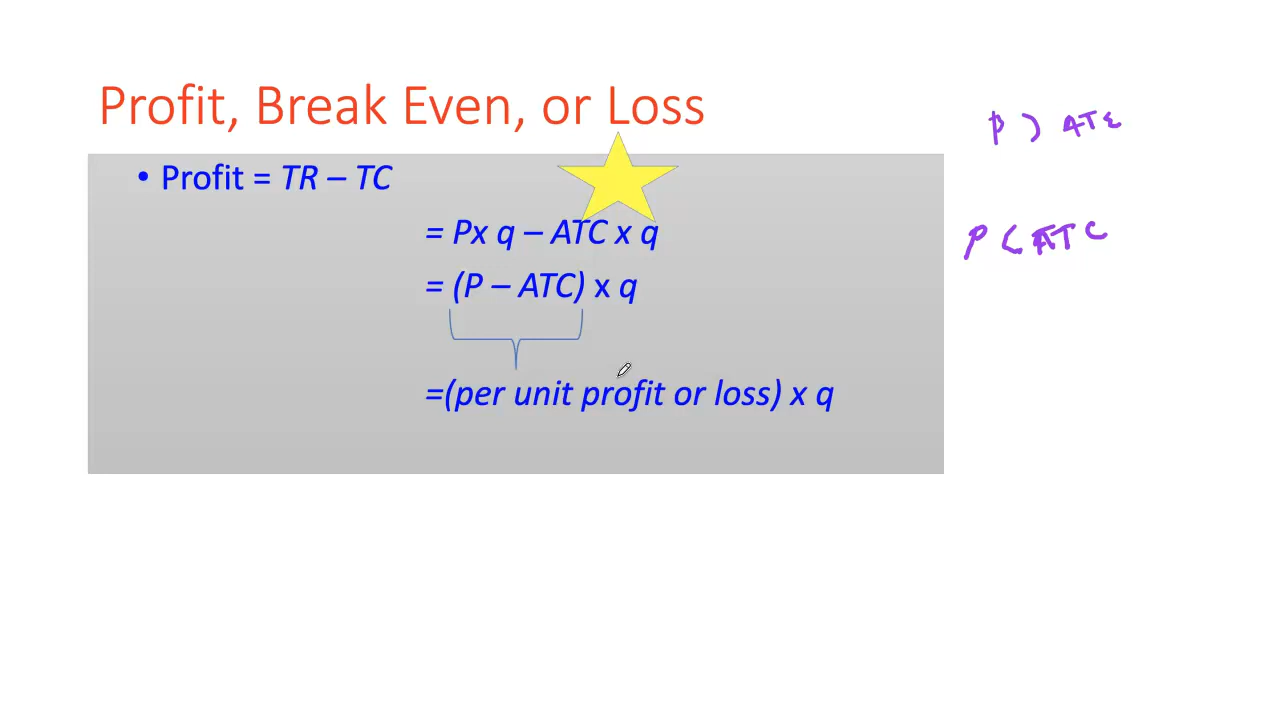 Profit, Break Even, or Loss
• Profit = TR – TC
= Px q – ATC x q
= (P – ATC) x q
=(per unit profit or loss) x q
P > ATC
P < ATC